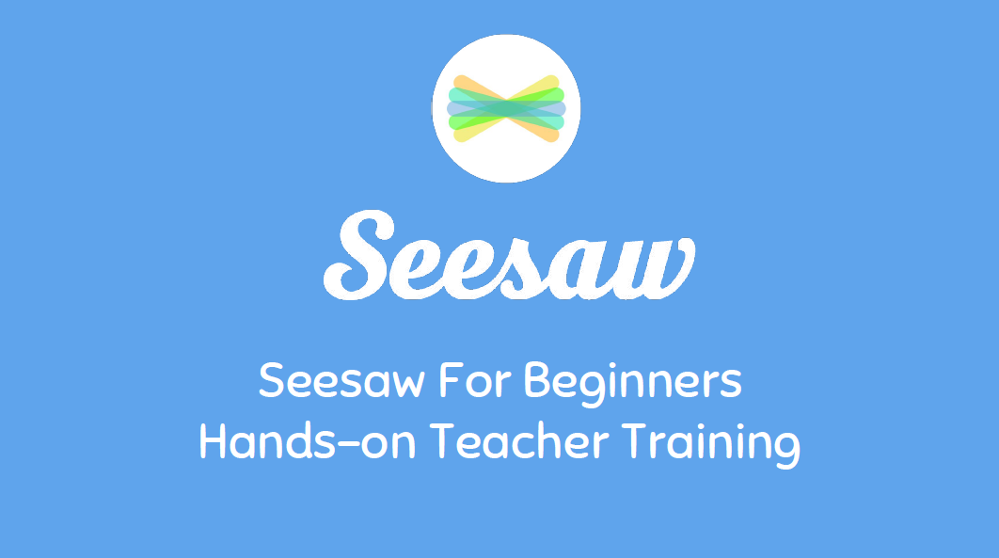 Seesaw
Seesaw For Beginners
Hands-on Teacher Training